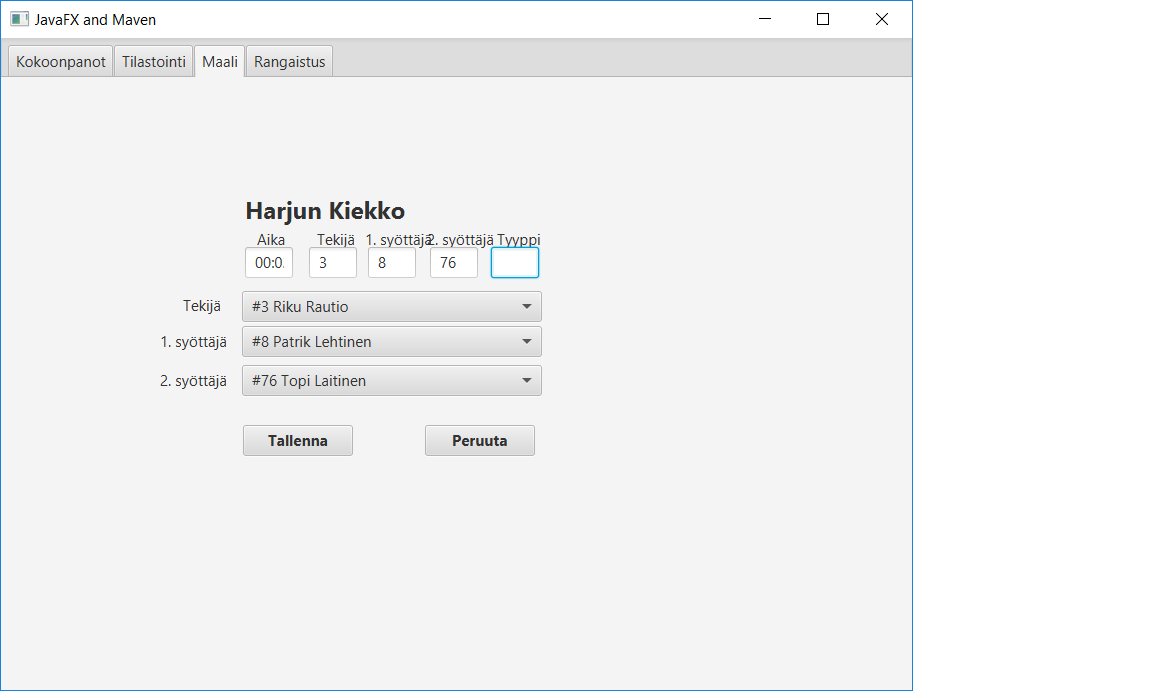 JavaFX and Maven
Kokoonpanot Tilastointi Maali Rangaistus
Harjun Kiekko
Aika Tekijä 1. syöttäjä 2. syöttäjä Tyyppi
00:0 3 8 76
Tekijä #3 Riku Rautio
1. syöttäjä #8 Patrik Lehtinen
2. syöttäjä #76 Topi Laitinen
Tallenna Peruuta